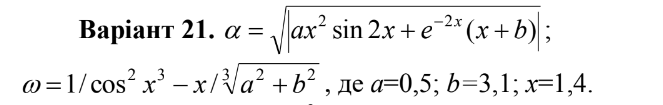 Варіант 21. α = √|ax² sin 2x + e⁻²ˣ (x + b)| ;
ω = 1/ cos² x³ − x / ∛(a² + b²) , де a=0,5; b=3,1; x=1,4.